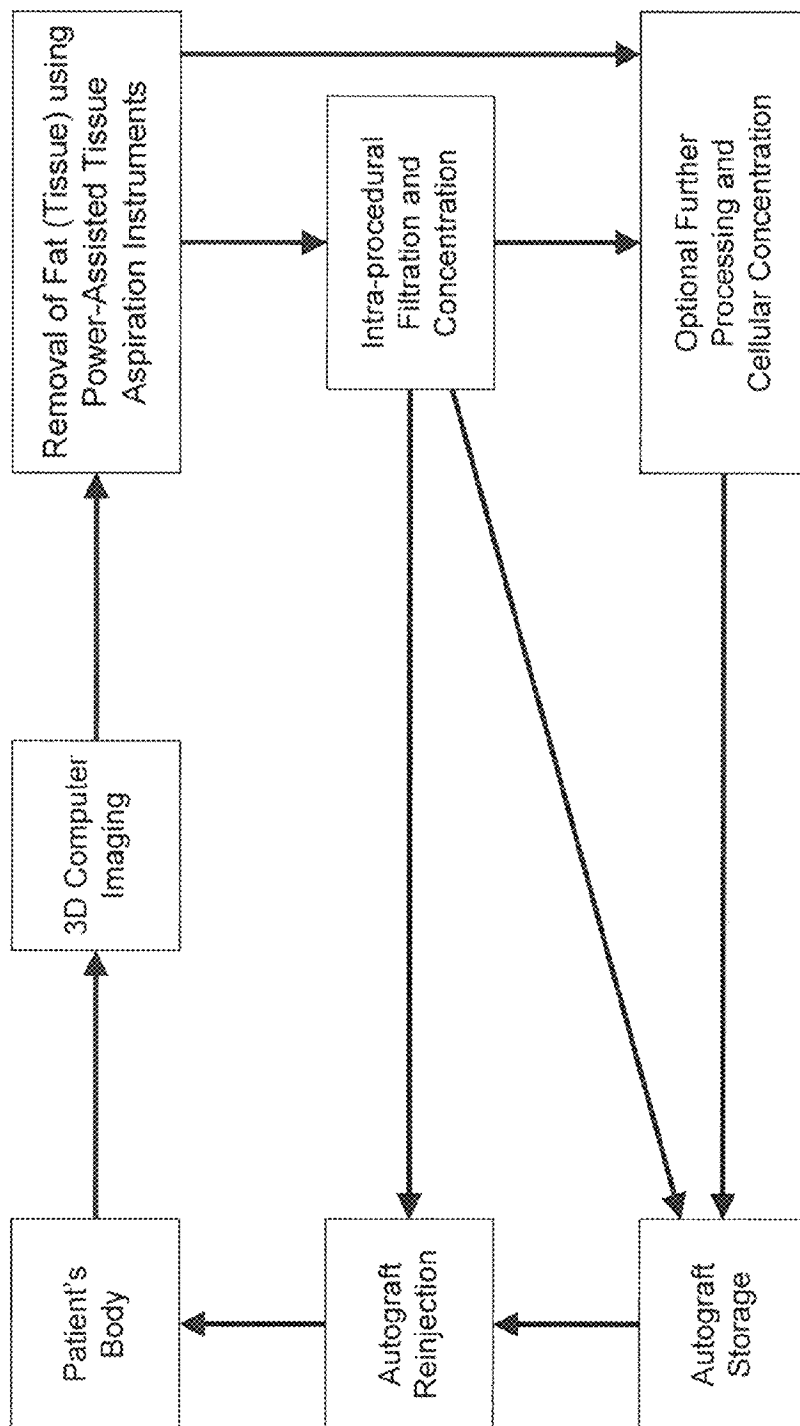 Patient's
Body
3D Computer
Imaging
Removal of Fat (Tissue) using
Power-Assisted Tissue
Aspiration Instruments
Autograft
Reinjection
Intra-procedural
Filtration and
Concentration
Autograft
Storage
Optional Further
Processing and
Cellular Concentration